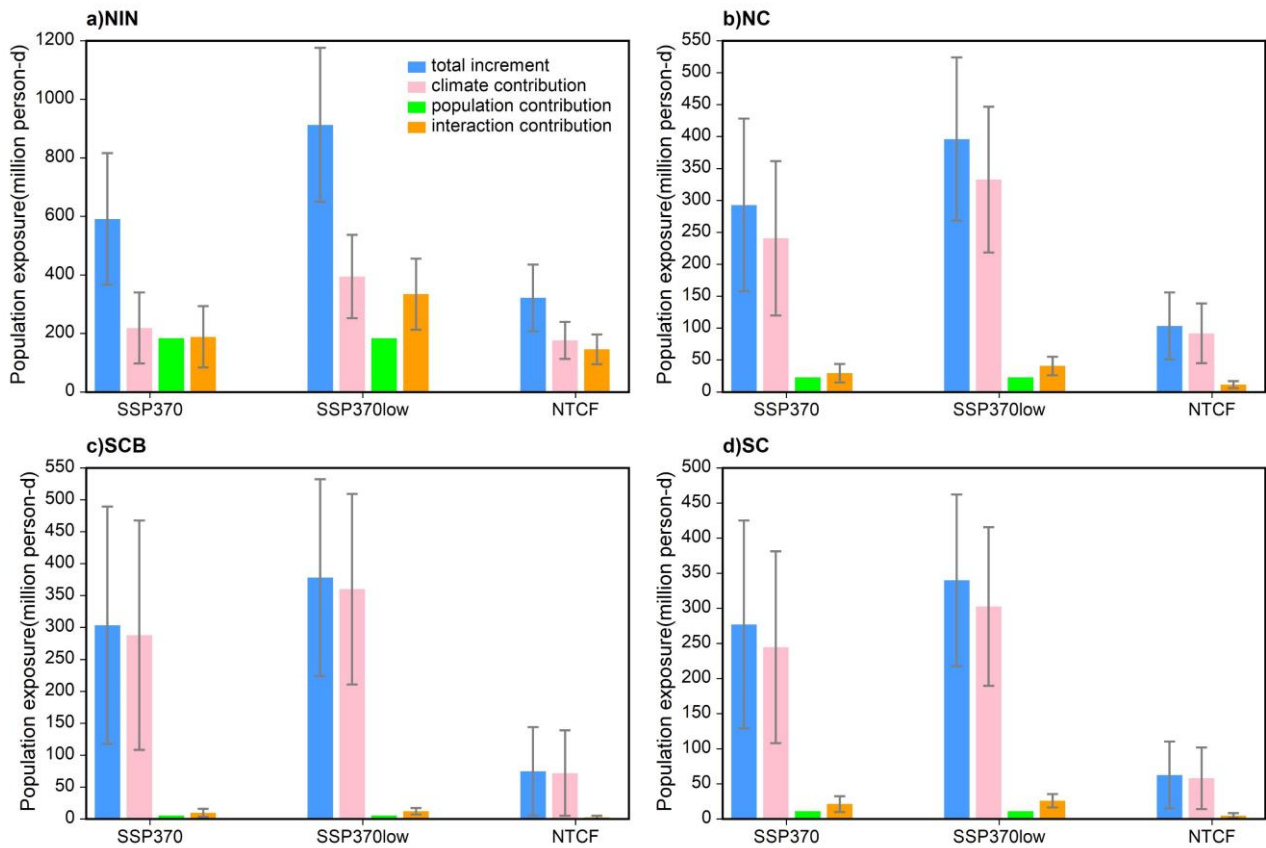 a)NIN
Population exposure(million person-d)
1200
1000
800
600
400
200
0
total increment
climate contribution
population contribution
interaction contribution
SSP370
SSP370low
NTCF
b)NC
Population exposure(million person-d)
550
500
450
400
350
300
250
200
150
100
50
0
SSP370
SSP370low
NTCF
c)SCB
Population exposure(million person-d)
550
500
450
400
350
300
250
200
150
100
50
0
SSP370
SSP370low
NTCF
d)SC
Population exposure(million person-d)
500
450
400
350
300
250
200
150
100
50
0
SSP370
SSP370low
NTCF